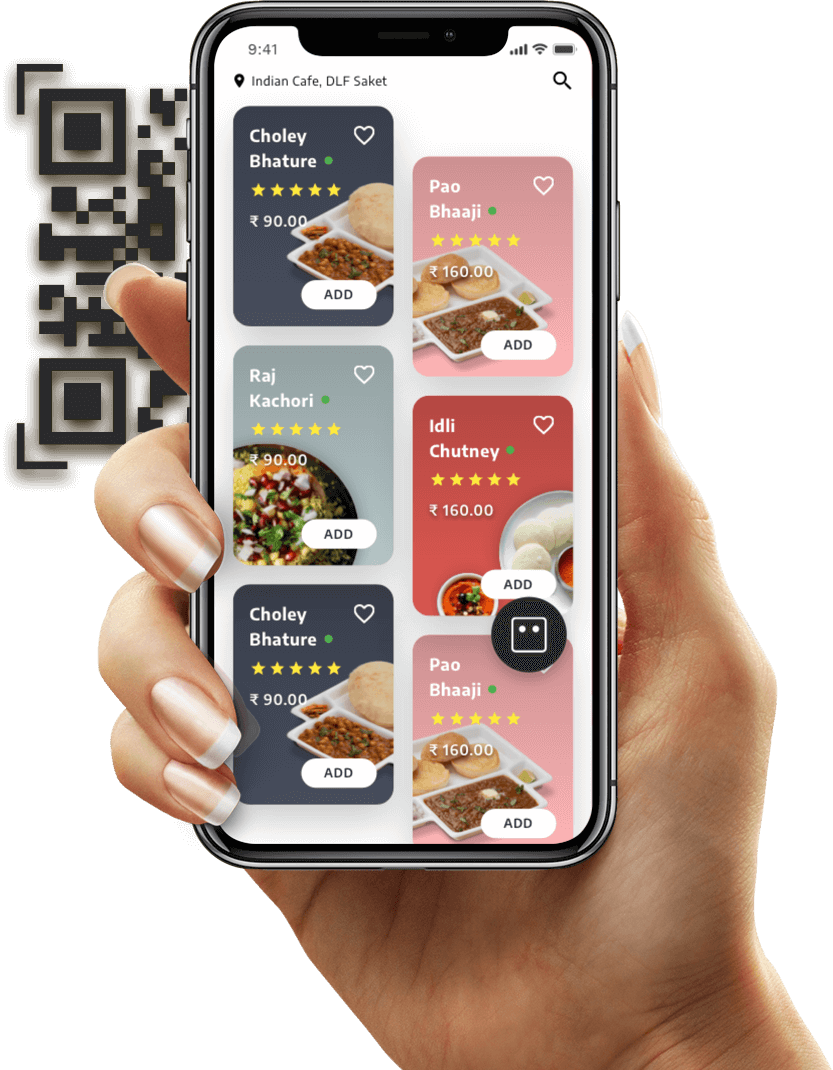 9:41
Indian Cafe, DLF Saket
Choley
Bhature
₹ 90.00
ADD
Pao
Bhaaji
₹ 160.00
ADD
Raj
Kachori
₹ 90.00
ADD
Idli
Chutney
₹ 160.00
ADD
Choley
Bhature
₹ 90.00
ADD
Pao
Bhaaji
₹ 160.00
ADD